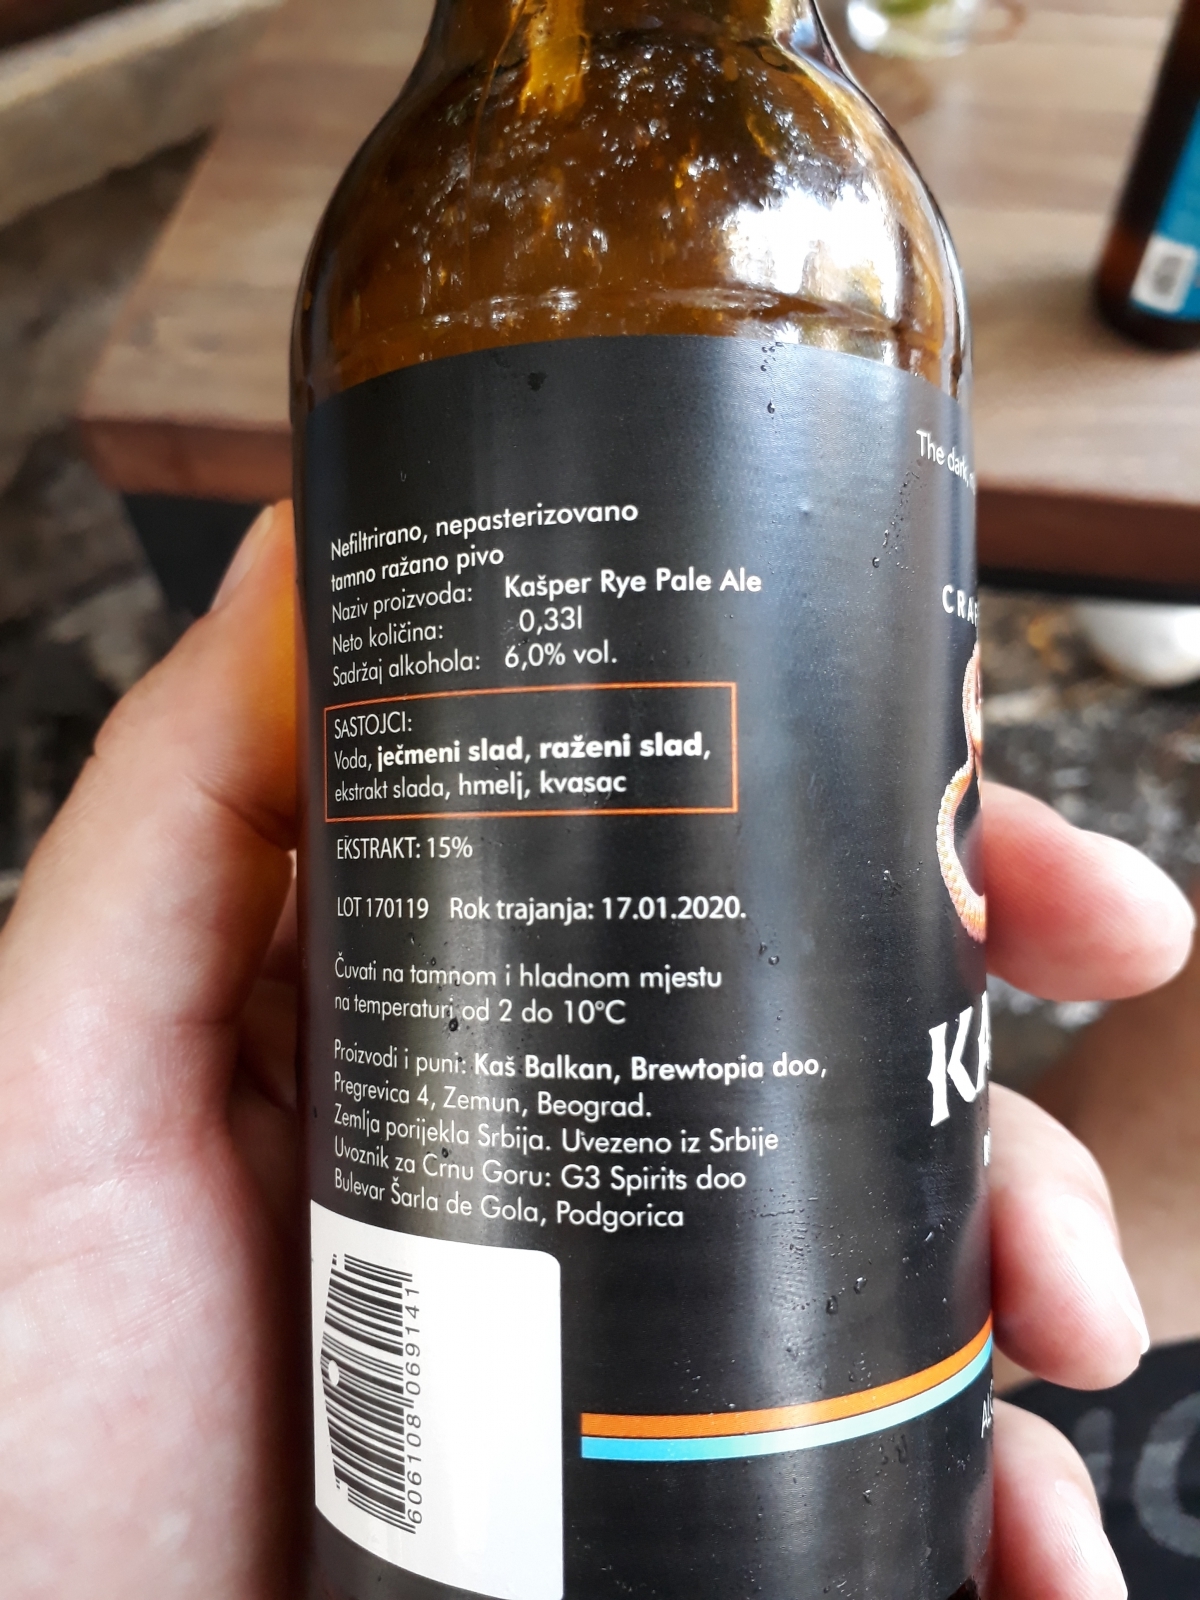 Nefiltrirano, nepasterizovano
tamno ražano pivo
Naziv proizvoda: Kašper Rye Pale Ale
Neto količina: 0,33l
Sadržaj alkohola: 6,0% vol.
SASTOJCI:
Voda, ječmeni slad, raženi slad,
ekstrakt slada, hmelj, kvasac
EKSTRAKT: 15%
LOT 170119 Rok trajanja: 17.01.2020.
Čuvati na tamnom i hladnom mjestu
na temperaturi od 2 do 10°C
Proizvodi i puni: Kaš Balkan, Brewtopia doo,
Pregrevica 4, Zemun, Beograd.
Zemlja porijekla Srbija. Uvezeno iz Srbije
Uvoznik za Crnu Goru: G3 Spirits doo
Bulevar Šarla de Gola, Podgorica
606108 069141
The dark,